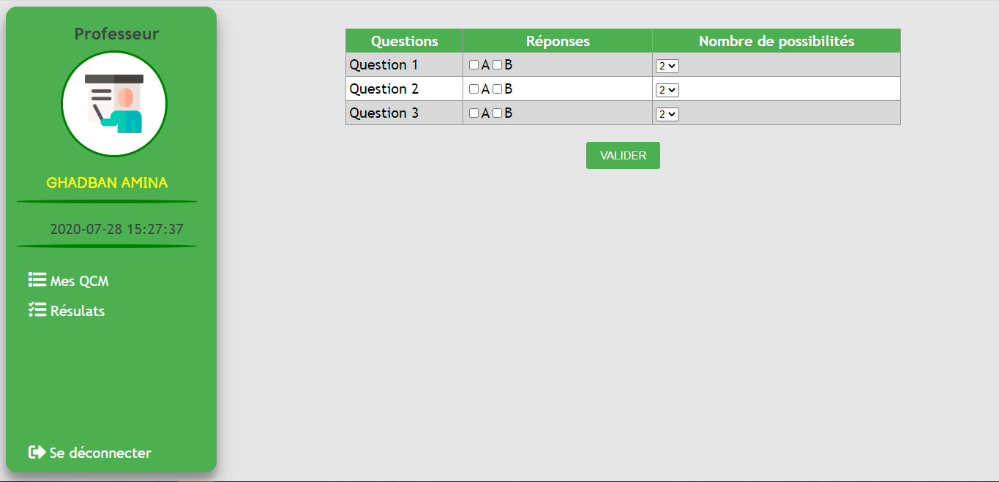 Professeur
GHADBAN AMINA
2020-07-28 15:27:37
Mes QCM
Résulats
Se déconnecter
Questions Réponses Nombre de possibilités
Question 1 A B 2
Question 2 A B 2
Question 3 A B 2
VALIDER